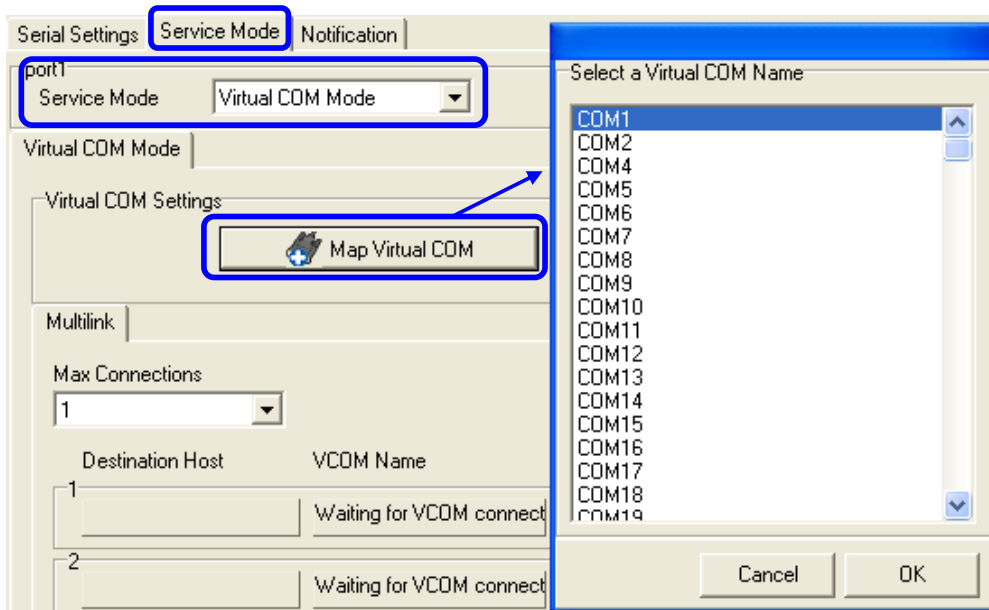 Serial Settings
Service Mode
Notification
port1
Service Mode
Virtual COM Mode
Virtual COM Mode
Virtual COM Settings
Map Virtual COM
Multilink
Max Connections
1
Destination Host
VCOM Name
1
Waiting for VCOM connect
2
Waiting for VCOM connect
Select a Virtual COM Name
COM1
COM2
COM4
COM5
COM6
COM7
COM8
COM9
COM10
COM11
COM12
COM13
COM14
COM15
COM16
COM17
COM18
COM19
Cancel
OK